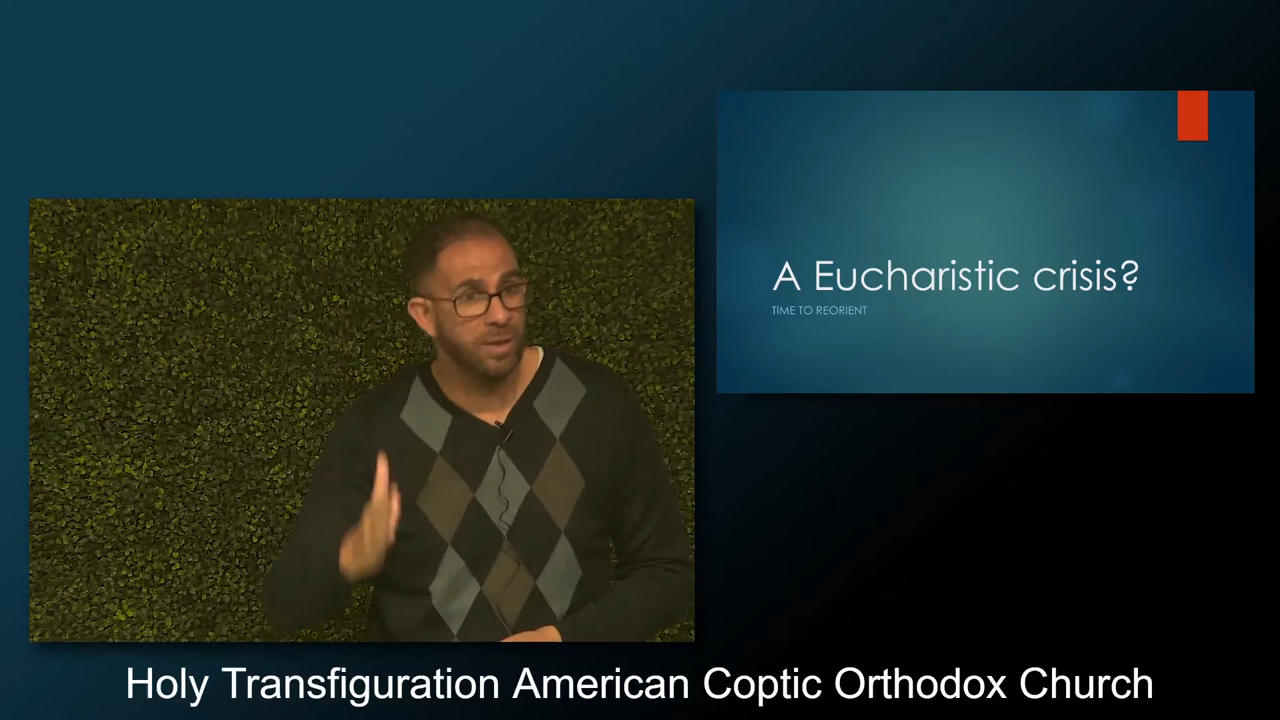 A Eucharistic crisis?
TIME TO REORIENT
Holy Transfiguration American Coptic Orthodox Church